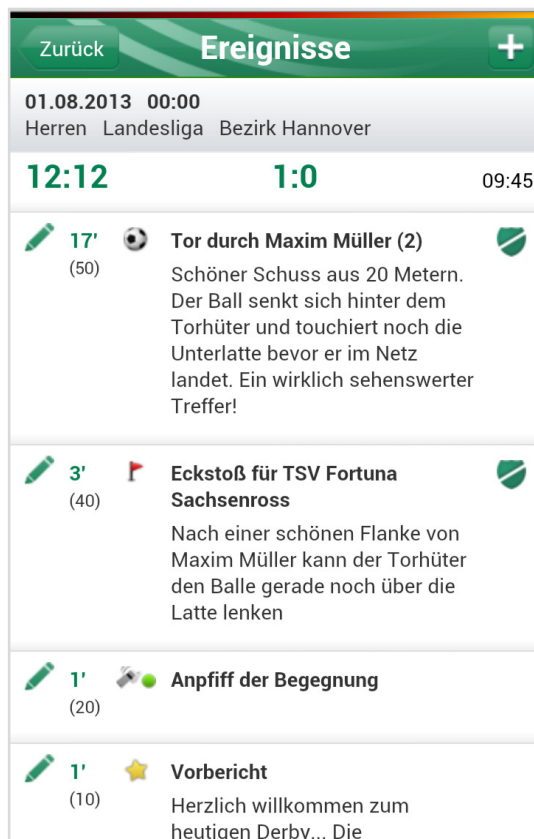 Zurück Ereignisse +
01.08.2013 00:00
Herren Landesliga Bezirk Hannover
12:12 1:0 09:45
17' Tor durch Maxim Müller (2)
(50) Schöner Schuss aus 20 Metern.
Der Ball senkt sich hinter dem
Torhüter und touchiert noch die
Unterlatte bevor er im Netz
landet. Ein wirklich sehenswerter
Treffer!
3' Eckstoß für TSV Fortuna
(40) Sachsenross
Nach einer schönen Flanke von
Maxim Müller kann der Torhüter
den Balle gerade noch über die
Latte lenken
1' Anpfiff der Begegnung
(20)
1' Vorbericht
(10) Herzlich willkommen zum
heutigen Derby... Die